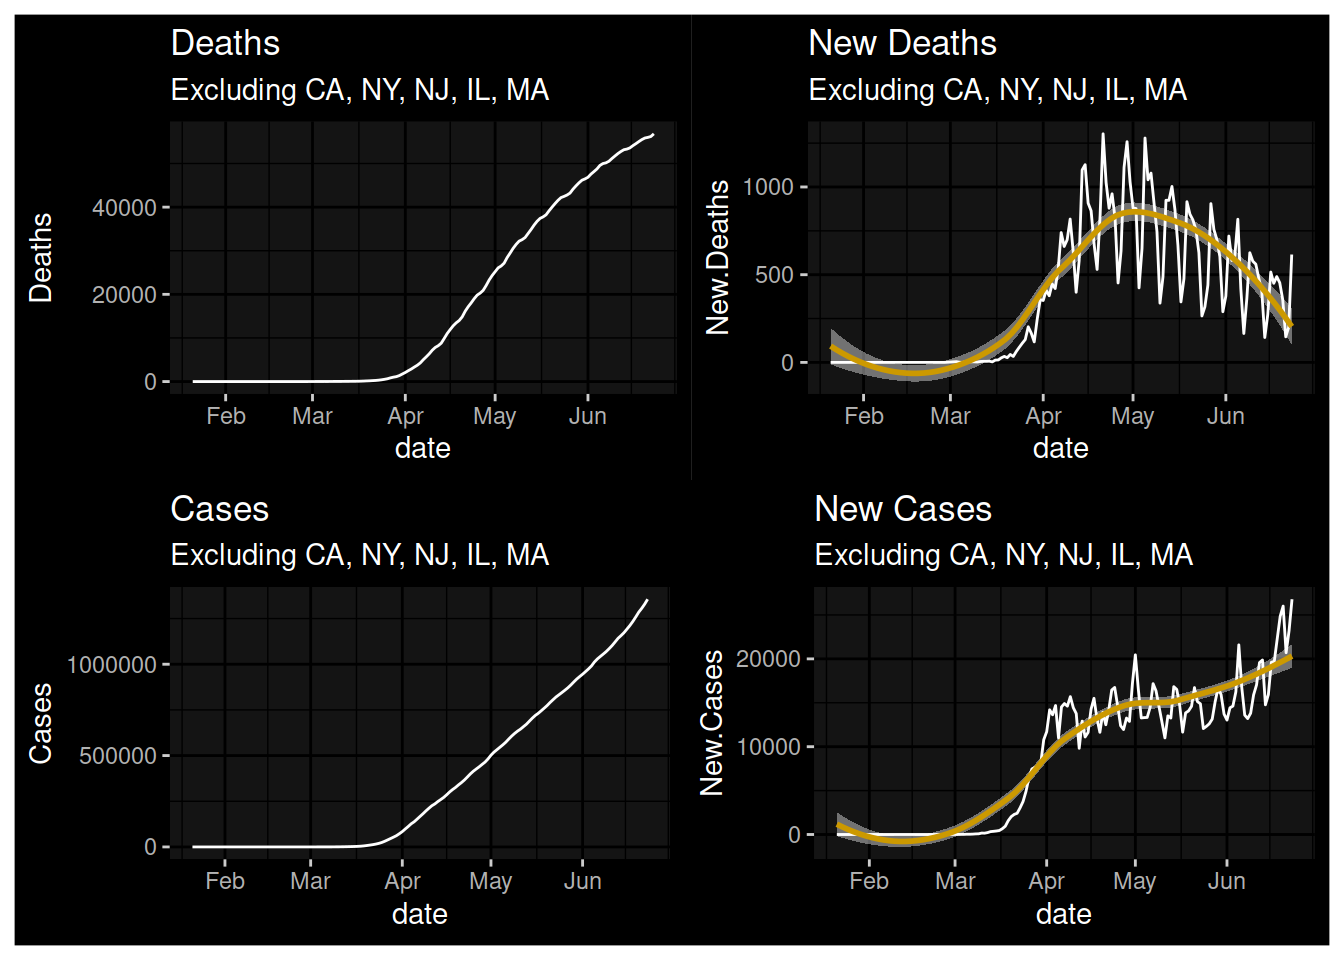 Deaths
Excluding CA, NY, NJ, IL, MA
Deaths
40000
20000
0
Feb Mar Apr May Jun
date
New Deaths
Excluding CA, NY, NJ, IL, MA
New.Deaths
1000
500
0
Feb Mar Apr May Jun
date
Cases
Excluding CA, NY, NJ, IL, MA
Cases
1000000
500000
0
Feb Mar Apr May Jun
date
New Cases
Excluding CA, NY, NJ, IL, MA
New.Cases
20000
10000
0
Feb Mar Apr May Jun
date